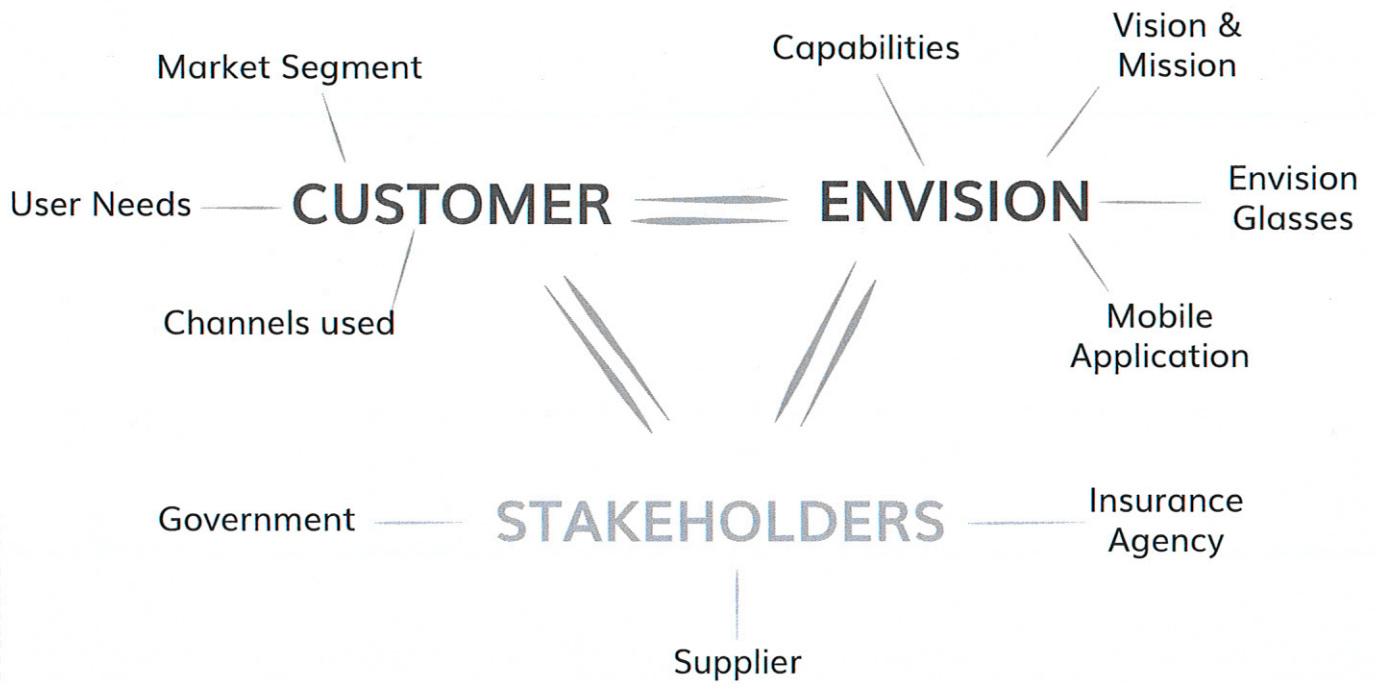 Market Segment
Capabilities
Vision &
Mission
User Needs
CUSTOMER
ENVISION
Envision
Glasses
Channels used
Mobile
Application
Government
STAKEHOLDERS
Insurance
Agency
Supplier